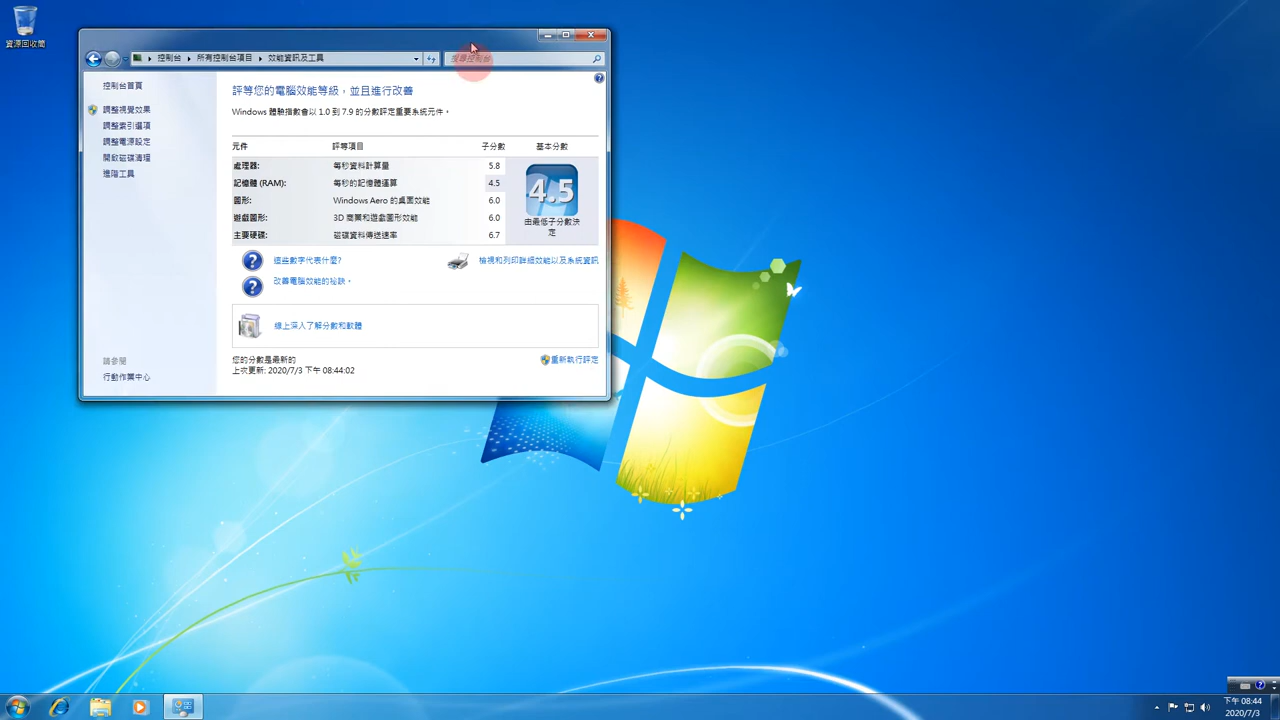 資源回收筒
控制台 ▸ 所有控制台項目 ▸ 效能資訊及工具
搜尋控制台
控制台首頁
調整視覺效果
調整索引選項
調整電源設定
開啟磁碟清理
進階工具
請參閱
行動作業中心
評等您的電腦效能等級，並且進行改善
Windows 體驗指數會以 1.0 到 7.9 的分數評定重要系統元件。
元件 評等項目 子分數 基本分數
處理器: 每秒資料計算量 5.8
記憶體 (RAM): 每秒的記憶體運算 4.5
圖形: Windows Aero 的桌面效能 6.0
遊戲圖形: 3D 商業和遊戲圖形效能 6.0
主要硬碟: 磁碟資料傳送速率 6.7
4.5
由最低子分數決
定
這些數字代表什麼?
檢視和列印詳細效能以及系統資訊
改善電腦效能的祕訣。
線上深入了解分數和軟體
您的分數是最新的
上次更新: 2020/7/3 下午 08:44:02
重新執行評定
下午 08:44
2020/7/3